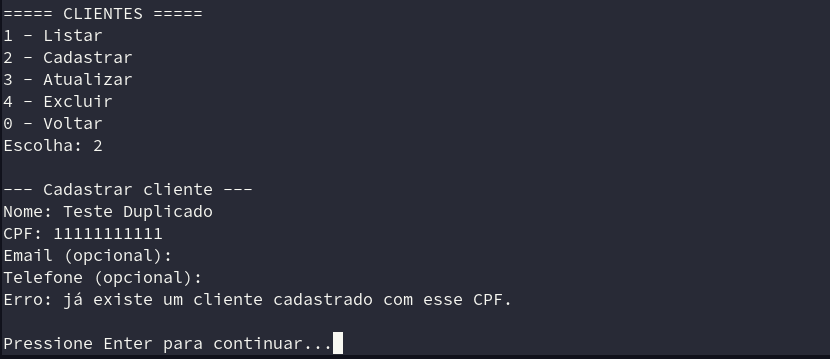 ===== CLIENTES =====
1 - Listar
2 - Cadastrar
3 - Atualizar
4 - Excluir
0 - Voltar
Escolha: 2
--- Cadastrar cliente ---
Nome: Teste Duplicado
CPF: 11111111111
Email (opcional):
Telefone (opcional):
Erro: já existe um cliente cadastrado com esse CPF.
Pressione Enter para continuar...